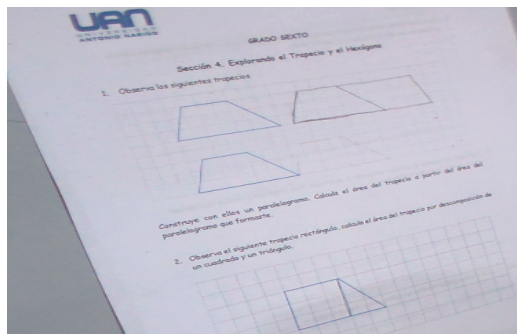 UAN
UNIVERSIDAD
ANTONIO NARIÑO
GRADO SEXTO
Sección 4. Explorando el Trapecio y el Hexágono
1. Observa los siguientes trapecios
Construye con ellos un paralelogramo. Calcula el área del trapecio a partir del área del
paralelogramo que formaste.
2. Observa el siguiente trapecio rectángulo, calcula el área del trapecio por descomposición de
un cuadrado y un triángulo.